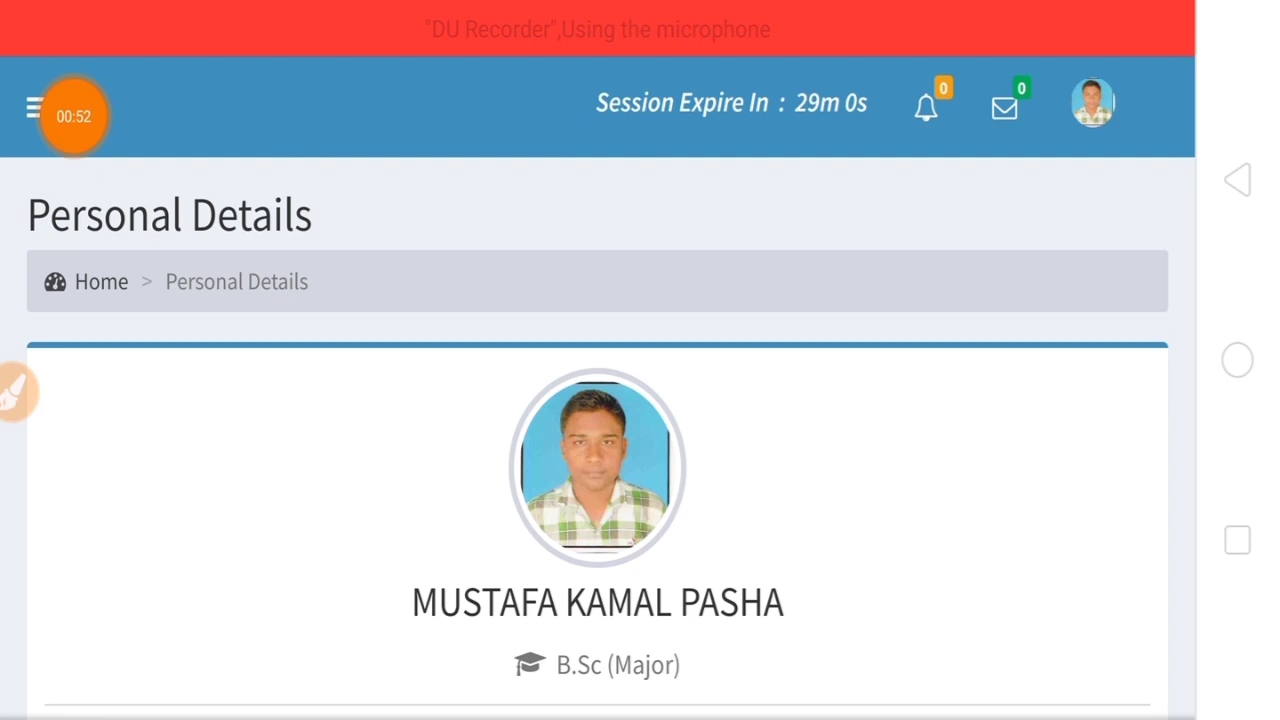 "DU Recorder",Using the microphone
00:52
Session Expire In : 29m 0s
0
0
Personal Details
Home > Personal Details
MUSTAFA KAMAL PASHA
B.Sc (Major)